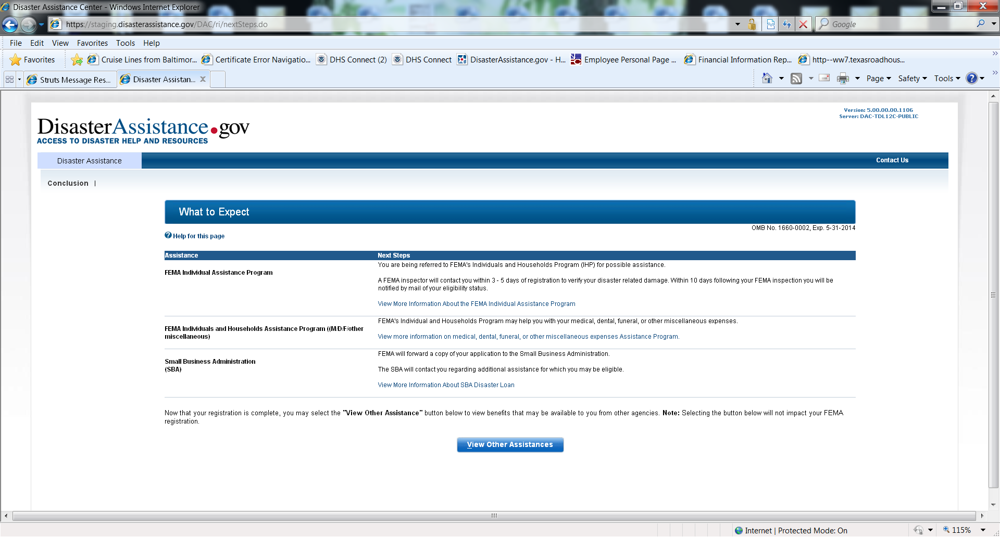 Disaster Assistance Center - Windows Internet Explorer
https://staging.disasterassistance.gov/DAC/ri/nextSteps.do
Google
File Edit View Favorites Tools Help
Favorites
Cruise Lines from Baltimor... Certificate Error Navigatio... DHS Connect (2) DHS Connect DisasterAssistance.gov - H... Employee Personal Page ... Financial Information Rep... http--ww7.texasroadhous...
Struts Message Res... Disaster Assistan... Page Safety Tools
Version: 5.00.00.00.1106
Server: DAC-TDL12C-PUBLIC
DisasterAssistance.gov
ACCESS TO DISASTER HELP AND RESOURCES
Disaster Assistance
Contact Us
Conclusion |
What to Expect
OMB No. 1660-0002, Exp. 5-31-2014
Help for this page
Assistance Next Steps
FEMA Individual Assistance Program
You are being referred to FEMA's Individuals and Households Program (IHP) for possible assistance.
A FEMA inspector will contact you within 3 - 5 days of registration to verify your disaster related damage. Within 10 days following your FEMA inspection you will be
notified by mail of your eligibility status.
View More Information About the FEMA Individual Assistance Program
FEMA Individuals and Households Assistance Program ((M/D/F/other
miscellaneous)
FEMA's Individual and Households Program may help you with your medical, dental, funeral, or other miscellaneous expenses.
View more information on medical, dental, funeral, or other miscellaneous expenses Assistance Program.
Small Business Administration
(SBA)
FEMA will forward a copy of your application to the Small Business Administration.
The SBA will contact you regarding additional assistance for which you may be eligible.
View More Information About SBA Disaster Loan
Now that your registration is complete, you may select the "View Other Assistance" button below to view benefits that may be available to you from other agencies. Note: Selecting the button below will not impact your FEMA
registration.
View Other Assistances
Internet | Protected Mode: On
115%